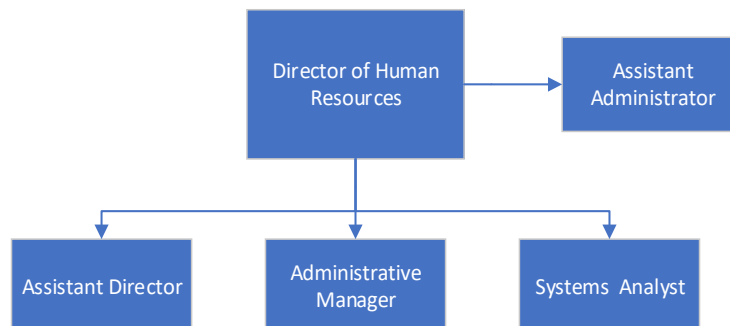 Director of Human
Resources
Assistant
Administrator
Assistant Director
Administrative
Manager
Systems Analyst